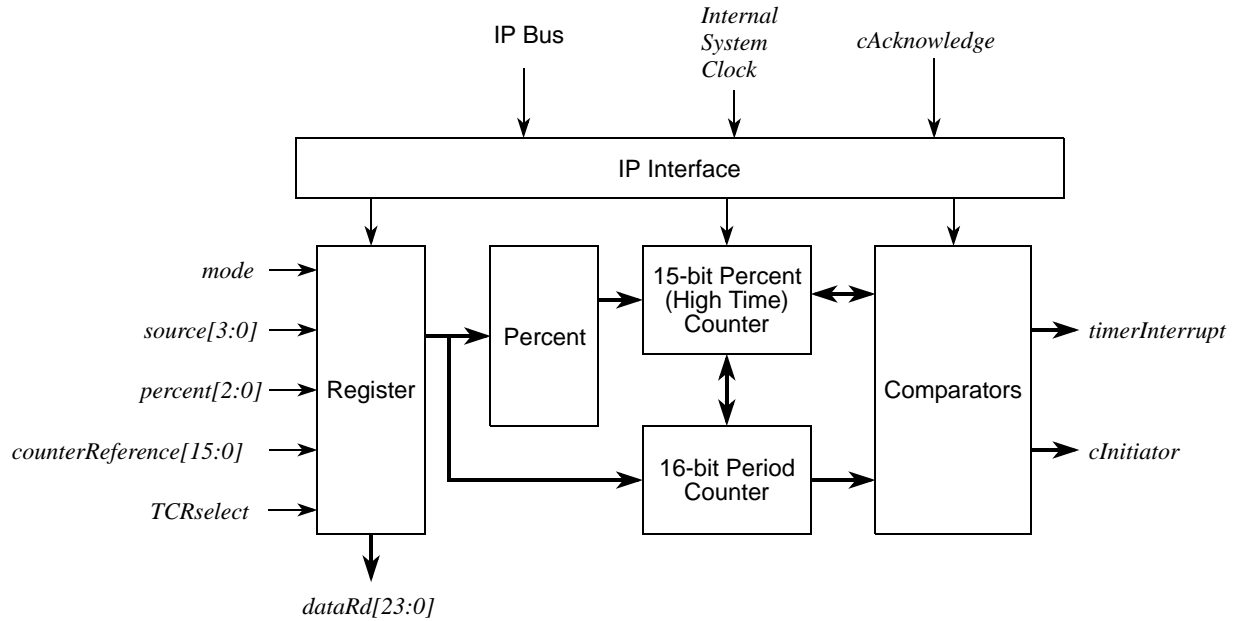 IP Bus
Internal
System
Clock
cAcknowledge
IP Interface
mode
source[3:0]
percent[2:0]
counterReference[15:0]
TCRselect
Register
Percent
15-bit Percent
(High Time)
Counter
16-bit Period
Counter
Comparators
timerInterrupt
cInitiator
dataRd[23:0]